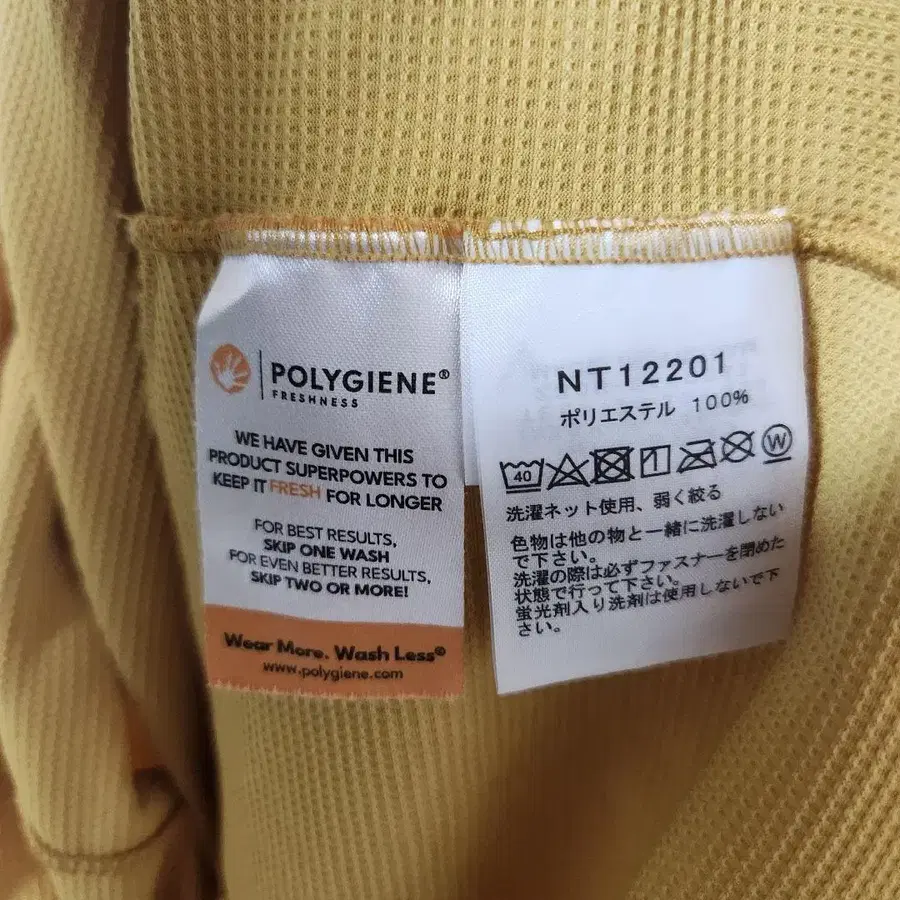 POLYGIENE®
FRESHNESS
WE HAVE GIVEN THIS
PRODUCT SUPERPOWERS TO
KEEP IT FRESH FOR LONGER
FOR BEST RESULTS,
SKIP ONE WASH
FOR EVEN BETTER RESULTS,
SKIP TWO OR MORE!
Wear More. Wash Less®
www.polygiene.com
NT12201
ポリエステル 100%
40
W
洗濯ネット使用、弱く絞る
色物は他の物と一緒に洗濯しない
で下さい。
洗濯の際は必ずファスナーを閉めた
状態で行って下さい。
蛍光剤入り洗剤は使用しないで下
さい。